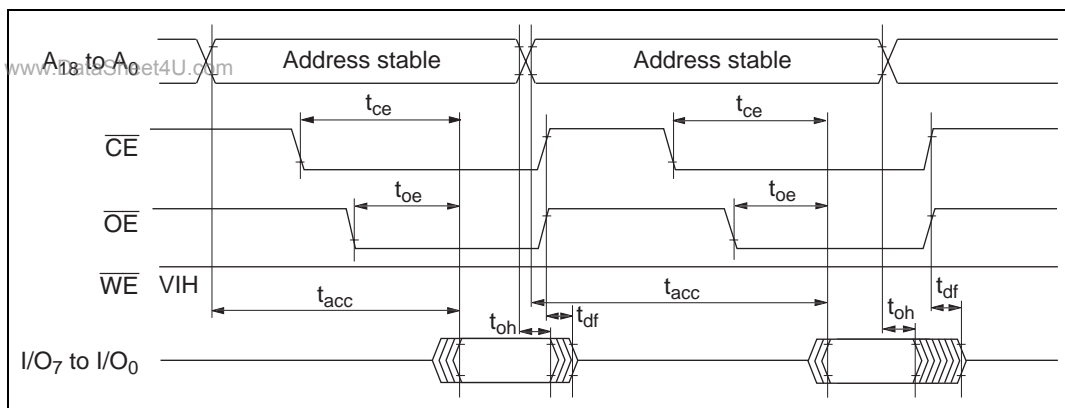 A18 to A0 Address stable Address stable
www.DataSheet4U.com
tce tce
CE
toe toe
OE
WE VIH
tacc tacc
toh tdf toh tdf
I/O7 to I/O0